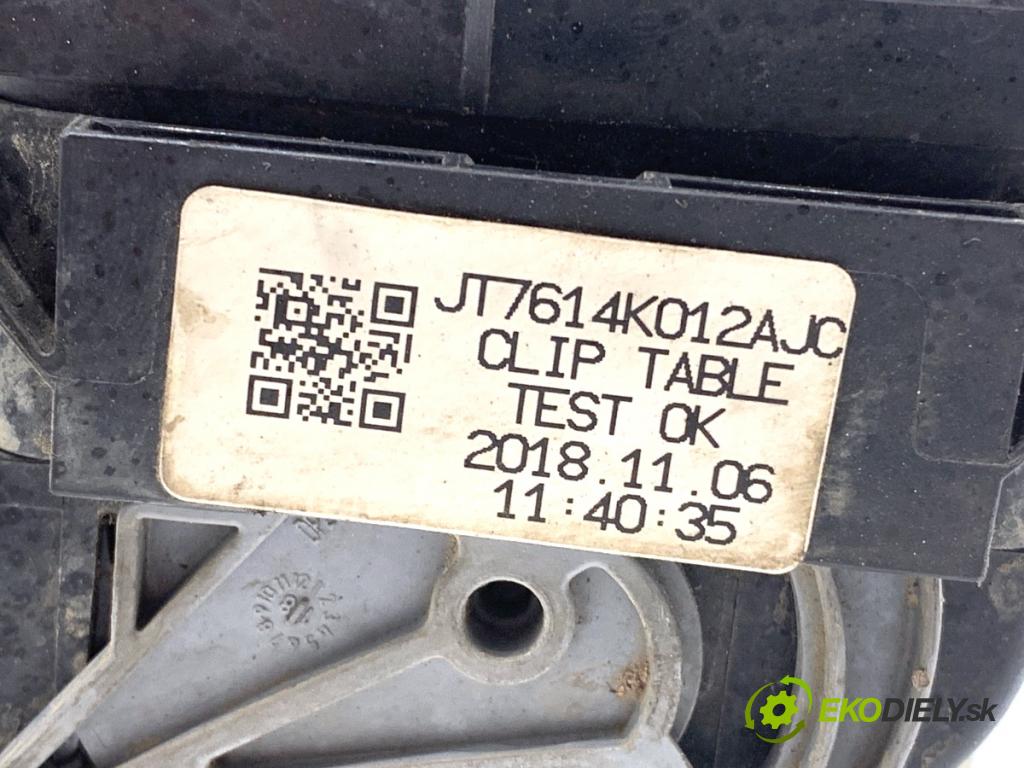 JT7614K012AJC
CLIP TABLE
TEST OK
2018.11.06
11:40:35
EKODIELY.sk